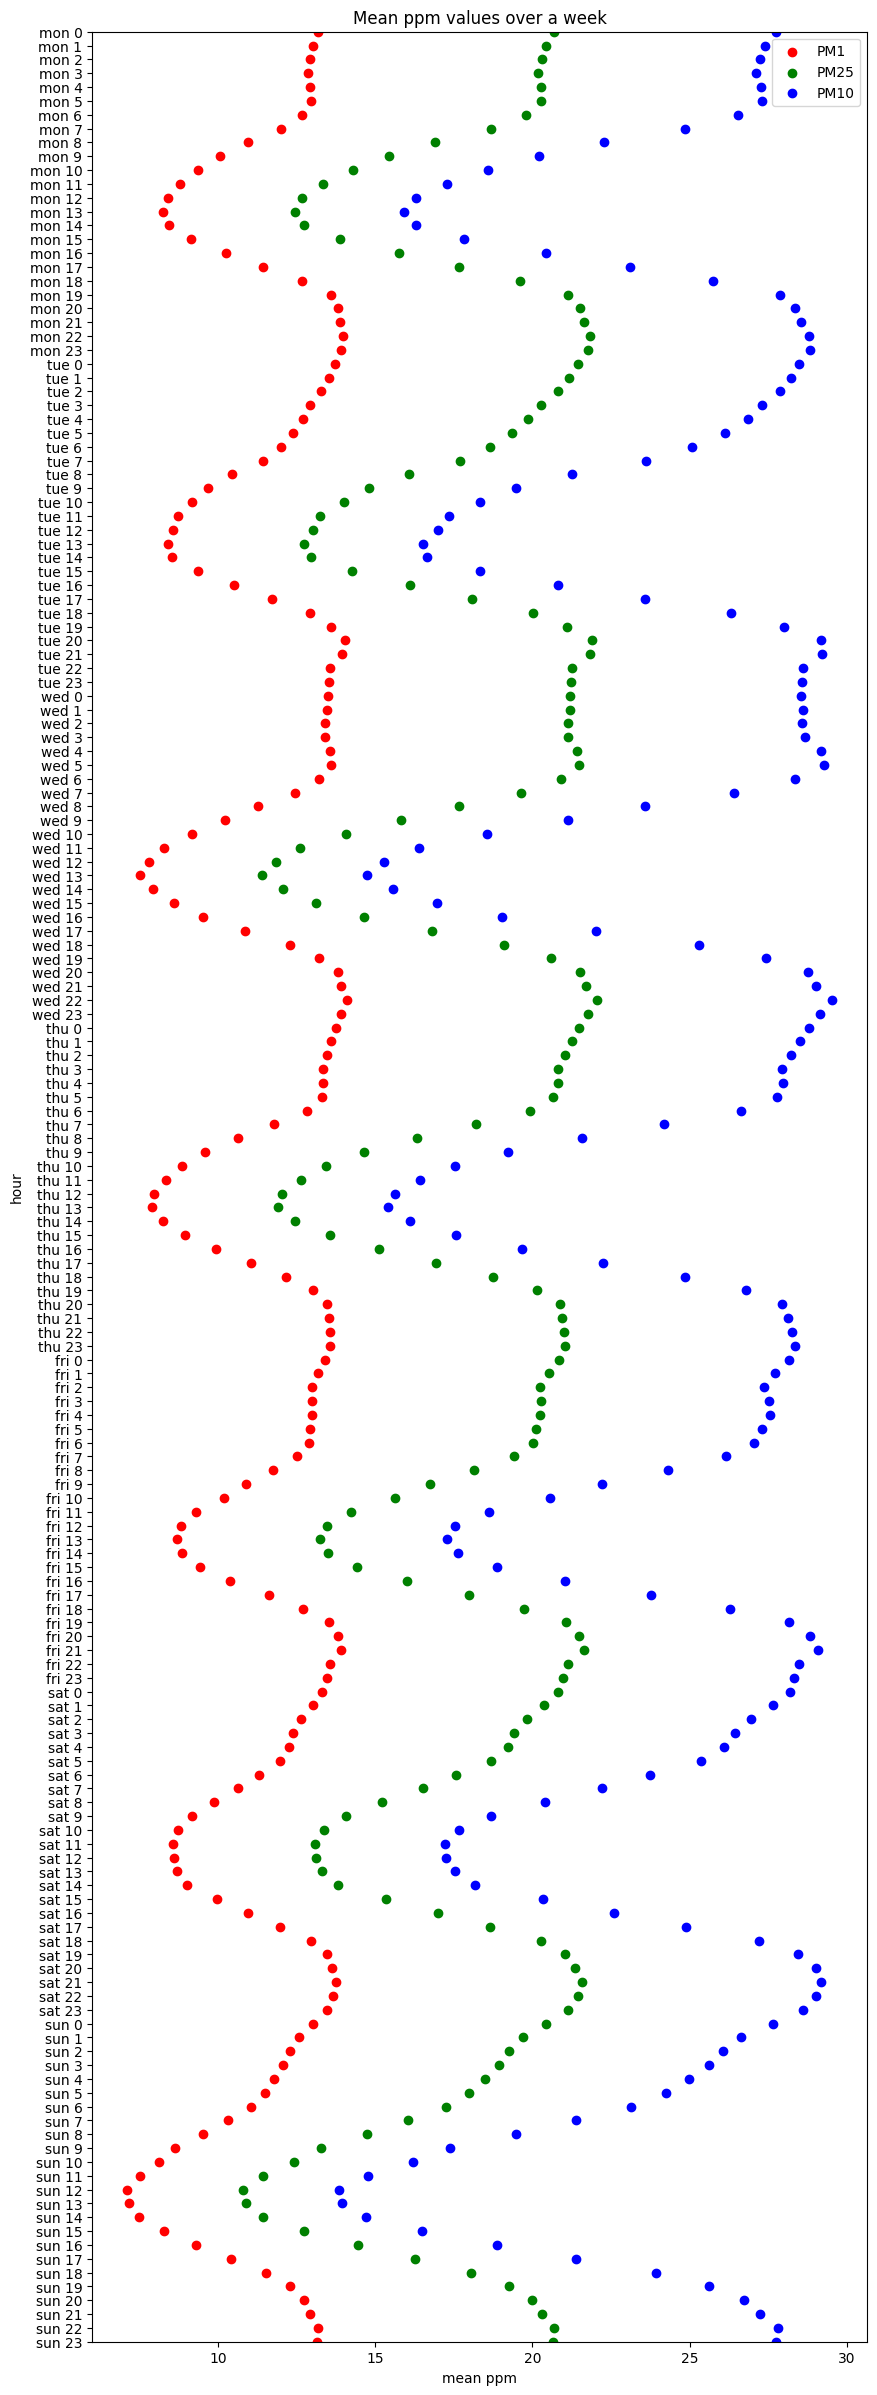 Mean ppm values over a week
PM1
PM25
PM10
hour
mon 0
mon 1
mon 2
mon 3
mon 4
mon 5
mon 6
mon 7
mon 8
mon 9
mon 10
mon 11
mon 12
mon 13
mon 14
mon 15
mon 16
mon 17
mon 18
mon 19
mon 20
mon 21
mon 22
mon 23
tue 0
tue 1
tue 2
tue 3
tue 4
tue 5
tue 6
tue 7
tue 8
tue 9
tue 10
tue 11
tue 12
tue 13
tue 14
tue 15
tue 16
tue 17
tue 18
tue 19
tue 20
tue 21
tue 22
tue 23
wed 0
wed 1
wed 2
wed 3
wed 4
wed 5
wed 6
wed 7
wed 8
wed 9
wed 10
wed 11
wed 12
wed 13
wed 14
wed 15
wed 16
wed 17
wed 18
wed 19
wed 20
wed 21
wed 22
wed 23
thu 0
thu 1
thu 2
thu 3
thu 4
thu 5
thu 6
thu 7
thu 8
thu 9
thu 10
thu 11
thu 12
thu 13
thu 14
thu 15
thu 16
thu 17
thu 18
thu 19
thu 20
thu 21
thu 22
thu 23
fri 0
fri 1
fri 2
fri 3
fri 4
fri 5
fri 6
fri 7
fri 8
fri 9
fri 10
fri 11
fri 12
fri 13
fri 14
fri 15
fri 16
fri 17
fri 18
fri 19
fri 20
fri 21
fri 22
fri 23
sat 0
sat 1
sat 2
sat 3
sat 4
sat 5
sat 6
sat 7
sat 8
sat 9
sat 10
sat 11
sat 12
sat 13
sat 14
sat 15
sat 16
sat 17
sat 18
sat 19
sat 20
sat 21
sat 22
sat 23
sun 0
sun 1
sun 2
sun 3
sun 4
sun 5
sun 6
sun 7
sun 8
sun 9
sun 10
sun 11
sun 12
sun 13
sun 14
sun 15
sun 16
sun 17
sun 18
sun 19
sun 20
sun 21
sun 22
sun 23
10 15 20 25 30
mean ppm